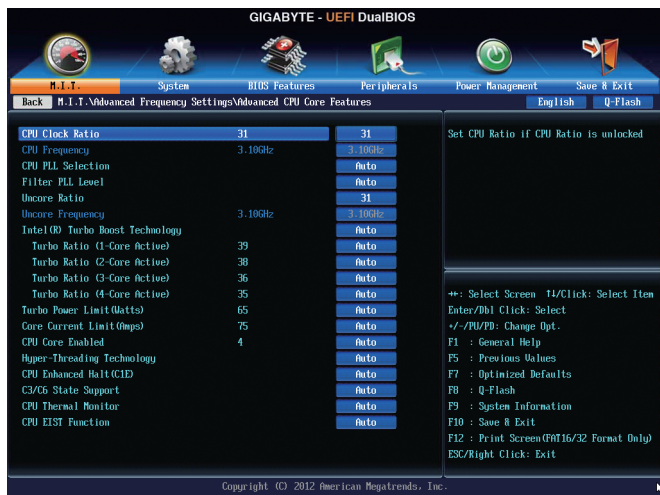 GIGABYTE - UEFI DualBIOS
M.I.T. System BIOS Features Peripherals Power Management Save & Exit
Back M.I.T.\Advanced Frequency Settings\Advanced CPU Core Features English Q-Flash
CPU Clock Ratio 31 31
CPU Frequency 3.10GHz 3.10GHz
CPU PLL Selection Auto
Filter PLL Level Auto
Uncore Ratio 31
Uncore Frequency 3.10GHz 3.10GHz
Intel(R) Turbo Boost Technology Auto
Turbo Ratio (1-Core Active) 39 Auto
Turbo Ratio (2-Core Active) 38 Auto
Turbo Ratio (3-Core Active) 36 Auto
Turbo Ratio (4-Core Active) 35 Auto
Turbo Power Limit(Watts) 65 Auto
Core Current Limit(Amps) 75 Auto
CPU Core Enabled 4 Auto
Hyper-Threading Technology Auto
CPU Enhanced Halt(C1E) Auto
C3/C6 State Support Auto
CPU Thermal Monitor Auto
CPU EIST Function Auto
Set CPU Ratio if CPU Ratio is unlocked
↔: Select Screen ↑↓/Click: Select Item
Enter/Dbl Click: Select
+/-/PU/PD: Change Opt.
F1 : General Help
F5 : Previous Values
F7 : Optimized Defaults
F8 : Q-Flash
F9 : System Information
F10 : Save & Exit
F12 : Print Screen(FAT16/32 Format Only)
ESC/Right Click: Exit
Copyright (C) 2012 American Megatrends, Inc.